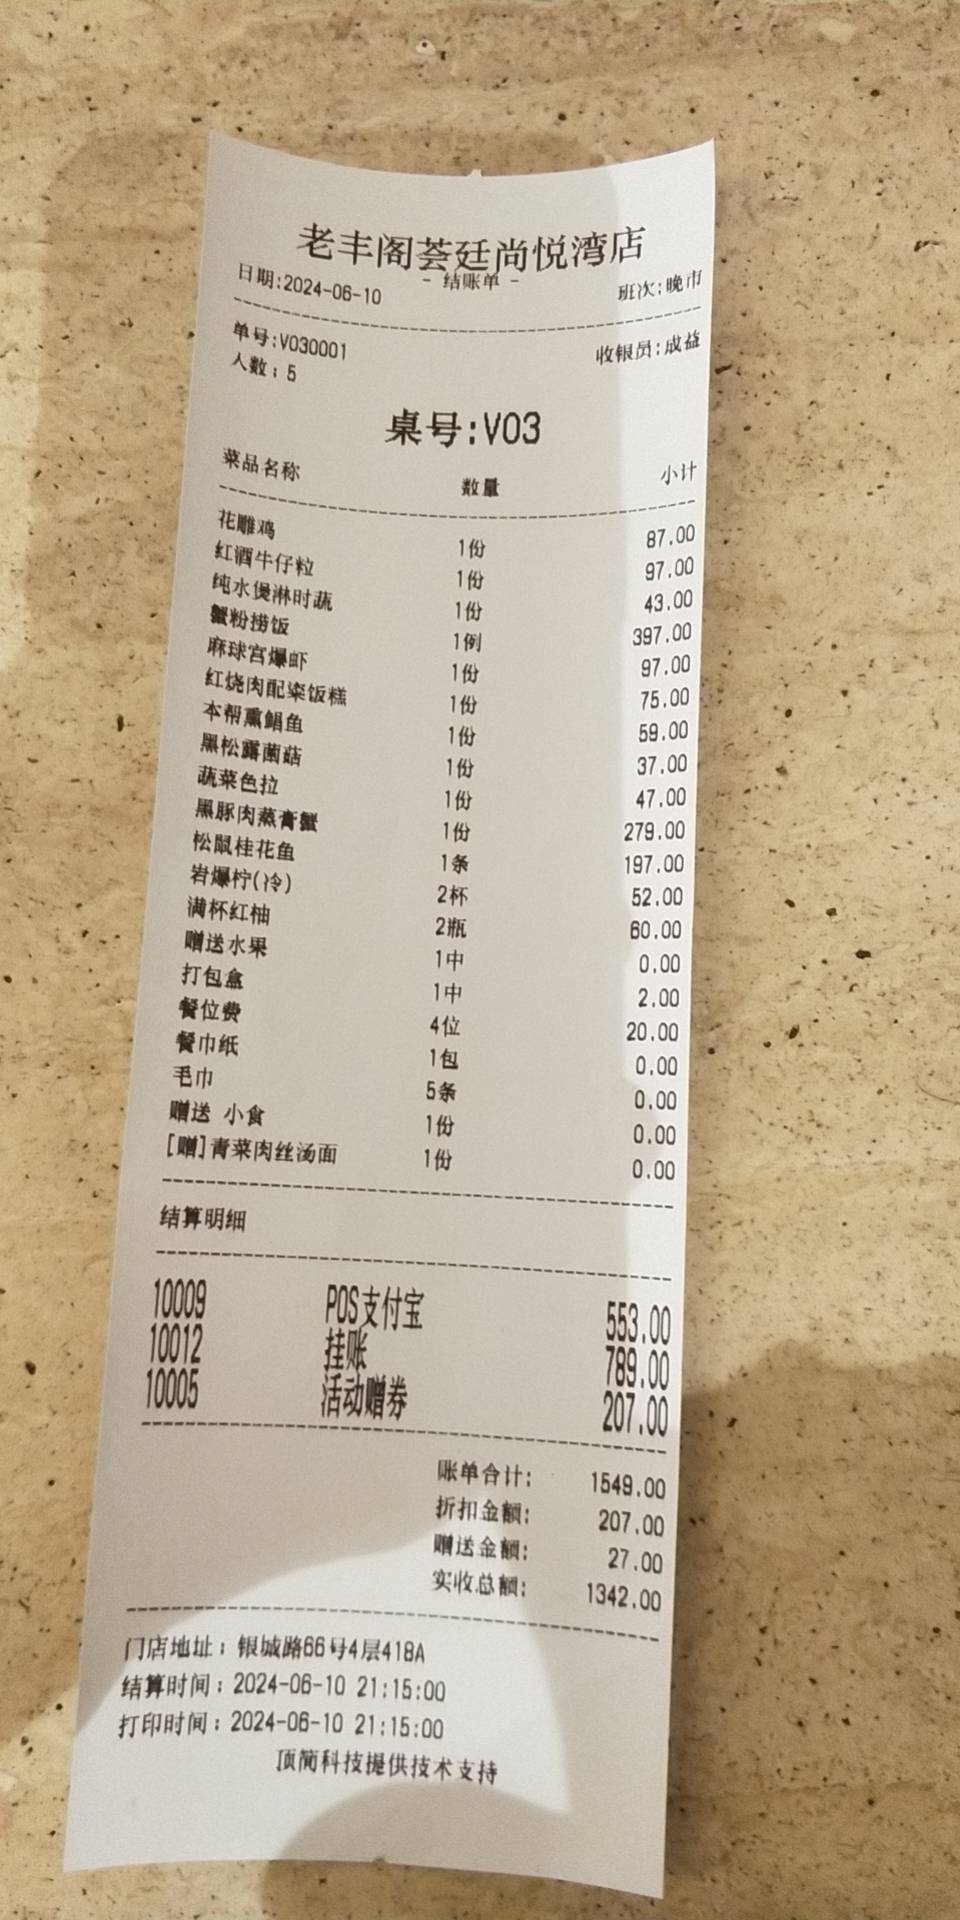 老丰阁荟廷尚悦湾店
- 结账单 -
日期:2024-06-10 班次:晚市
单号:V030001 收银员:成益
人数:5
桌号:V03
菜品名称 数量 小计
花雕鸡 1份 87.00
红酒牛仔粒 1份 97.00
纯水煲淋时蔬 1份 43.00
蟹粉捞饭 1例 397.00
麻球宫爆虾 1份 97.00
红烧肉配粢饭糕 1份 75.00
本帮熏鲳鱼 1份 59.00
黑松露菌菇 1份 37.00
蔬菜色拉 1份 47.00
黑豚肉蒸膏蟹 1份 279.00
松鼠桂花鱼 1条 197.00
岩爆柠(冷) 2杯 52.00
满杯红柚 2瓶 60.00
赠送水果 1中 0.00
打包盒 1中 2.00
餐位费 4位 20.00
餐巾纸 1包 0.00
毛巾 5条 0.00
赠送 小食 1份 0.00
[赠]青菜肉丝汤面 1份 0.00
结算明细
10009 POS支付宝 553.00
10012 挂账 789.00
10005 活动赠券 207.00
账单合计: 1549.00
折扣金额: 207.00
赠送金额: 27.00
实收总额: 1342.00
门店地址:银城路66号4层418A
结算时间:2024-06-10 21:15:00
打印时间:2024-06-10 21:15:00
顶简科技提供技术支持